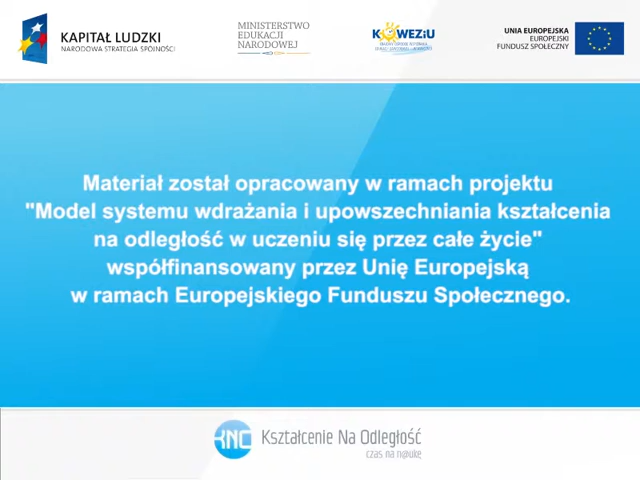 KAPITAŁ LUDZKI
NARODOWA STRATEGIA SPÓJNOŚCI
MINISTERSTWO
EDUKACJI
NARODOWEJ
KOWEZiU
UNIA EUROPEJSKA
EUROPEJSKI
FUNDUSZ SPOŁECZNY
Materiał został opracowany w ramach projektu
"Model systemu wdrażania i upowszechniania kształcenia
na odległość w uczeniu się przez całe życie"
współfinansowany przez Unię Europejską
w ramach Europejskiego Funduszu Społecznego.
KNO Kształcenie Na Odległość
czas na n@ukę